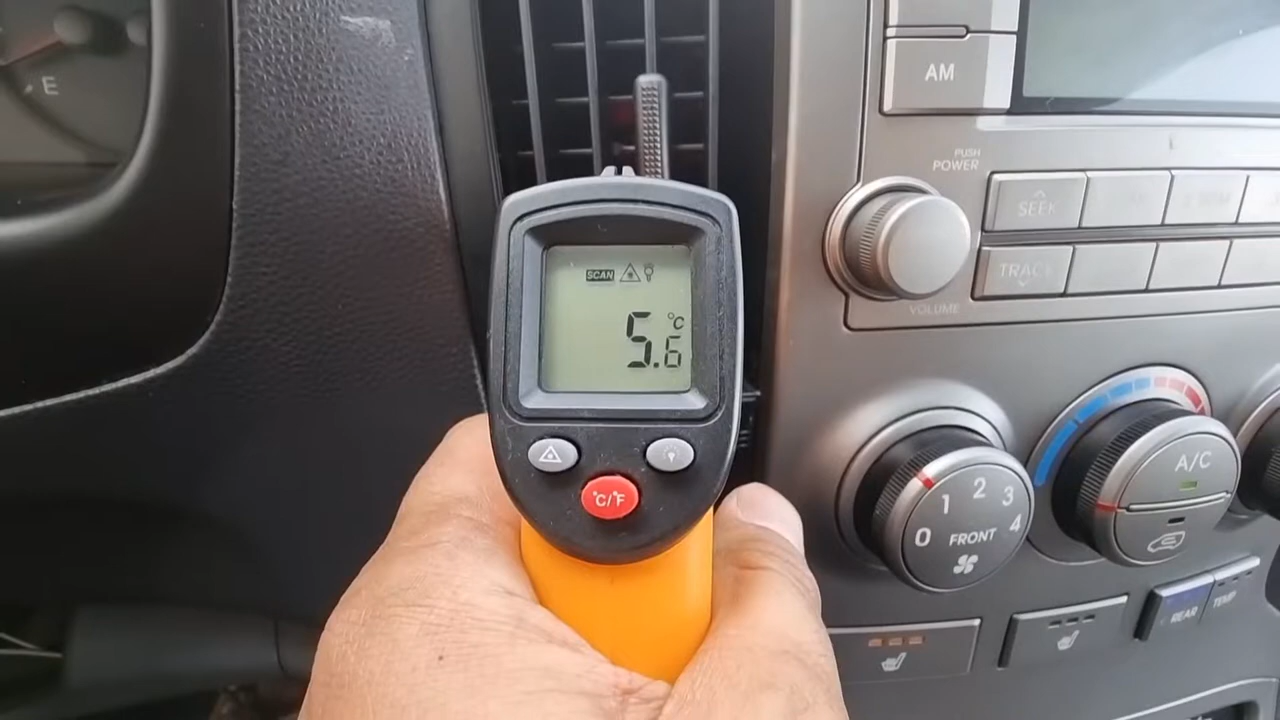 E
AM
PUSH
POWER
SEEK
TRACK
VOLUME
SCAN
°C
5.6
°C/°F
0 1 2 3 4
FRONT
A/C
REAR
TEMP